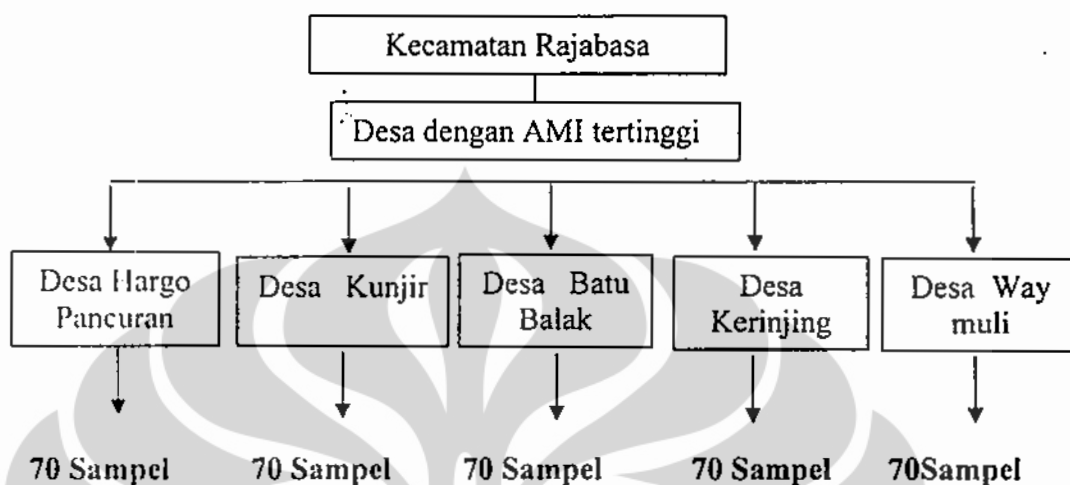 Kecamatan Rajabasa
Desa dengan AMI tertinggi
Desa Hargo
Pancuran
Desa Kunjir
Desa Batu
Balak
Desa
Kerinjing
Desa Way
muli
70 Sampel
70 Sampel
70 Sampel
70 Sampel
70Sampel